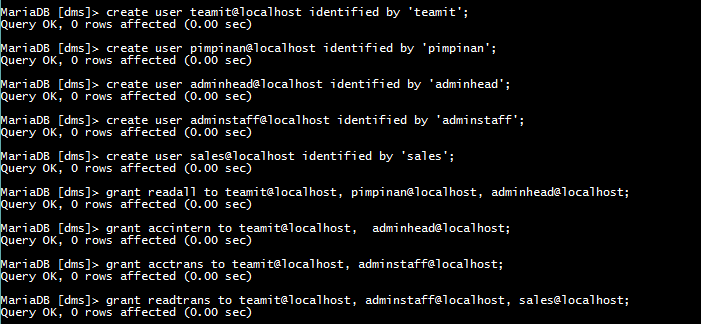 MariaDB [dms]> create user teamit@localhost identified by 'teamit';
Query OK, 0 rows affected (0.00 sec)
MariaDB [dms]> create user pimpinan@localhost identified by 'pimpinan';
Query OK, 0 rows affected (0.00 sec)
MariaDB [dms]> create user adminhead@localhost identified by 'adminhead';
Query OK, 0 rows affected (0.00 sec)
MariaDB [dms]> create user adminstaff@localhost identified by 'adminstaff';
Query OK, 0 rows affected (0.00 sec)
MariaDB [dms]> create user sales@localhost identified by 'sales';
Query OK, 0 rows affected (0.00 sec)
MariaDB [dms]> grant readall to teamit@localhost, pimpinan@localhost, adminhead@localhost;
Query OK, 0 rows affected (0.00 sec)
MariaDB [dms]> grant accintern to teamit@localhost,  adminhead@localhost;
Query OK, 0 rows affected (0.00 sec)
MariaDB [dms]> grant acctrans to teamit@localhost, adminstaff@localhost;
Query OK, 0 rows affected (0.00 sec)
MariaDB [dms]> grant readtrans to teamit@localhost, adminstaff@localhost, sales@localhost;
Query OK, 0 rows affected (0.00 sec)